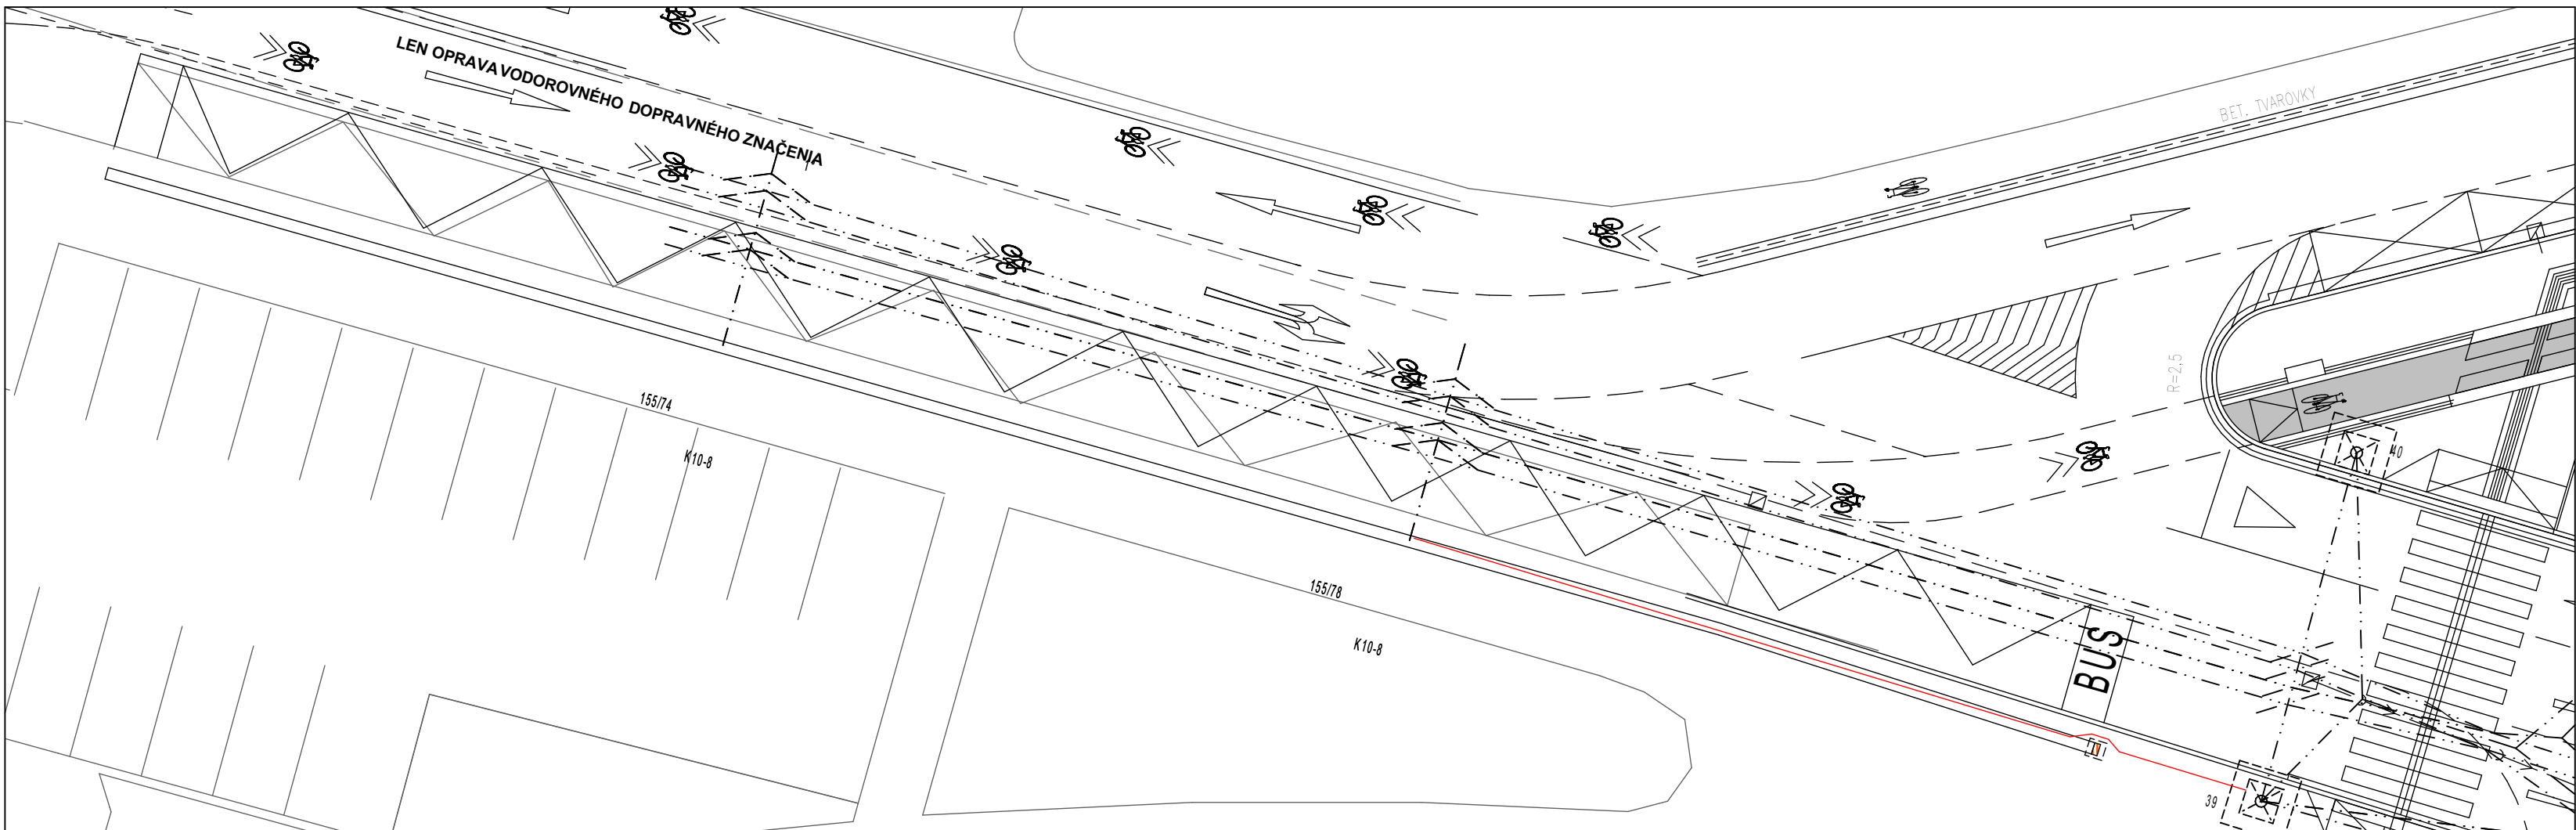 LEN OPRAVA VODOROVNÉHO DOPRAVNÉHO ZNAČENIA
BET. TVAROVKY
R=2,5
155/74
K10-8
40
155/78
K10-8
BUS
39